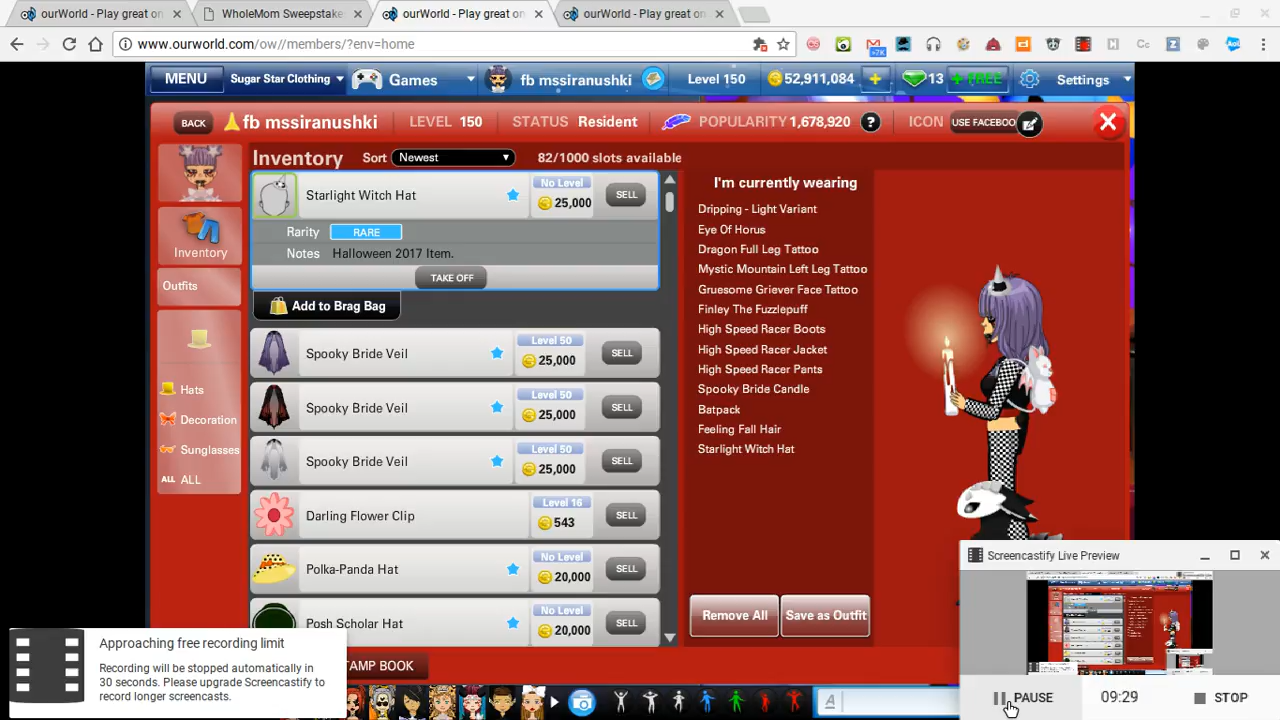 ourWorld - Play great on
WholeMom Sweepstake
ourWorld - Play great on
ourWorld - Play great on
www.ourworld.com/ow//members/?env=home
MENU Sugar Star Clothing Games fb mssiranushki Level 150 52,911,084 + 13 + FREE Settings
BACK fb mssiranushki LEVEL 150 STATUS Resident POPULARITY 1,678,920 ? ICON USE FACEBOO
Inventory Sort Newest 82/1000 slots available
Starlight Witch Hat No Level 25,000 SELL
Rarity RARE
Notes Halloween 2017 Item.
TAKE OFF
Add to Brag Bag
Spooky Bride Veil Level 50 25,000 SELL
Spooky Bride Veil Level 50 25,000 SELL
Spooky Bride Veil Level 50 25,000 SELL
Darling Flower Clip Level 16 543 SELL
Polka-Panda Hat No Level 20,000 SELL
Posh Scholar Hat No Level 20,000 SELL
Inventory
Outfits
Hats
Decoration
Sunglasses
ALL ALL
I'm currently wearing
Dripping - Light Variant
Eye Of Horus
Dragon Full Leg Tattoo
Mystic Mountain Left Leg Tattoo
Gruesome Griever Face Tattoo
Finley The Fuzzlepuff
High Speed Racer Boots
High Speed Racer Jacket
High Speed Racer Pants
Spooky Bride Candle
Batpack
Feeling Fall Hair
Starlight Witch Hat
Remove All Save as Outfit
TAMP BOOK
Approaching free recording limit
Recording will be stopped automatically in
30 seconds. Please upgrade Screencastify to
record longer screencasts.
Screencastify Live Preview
PAUSE 09:29 STOP